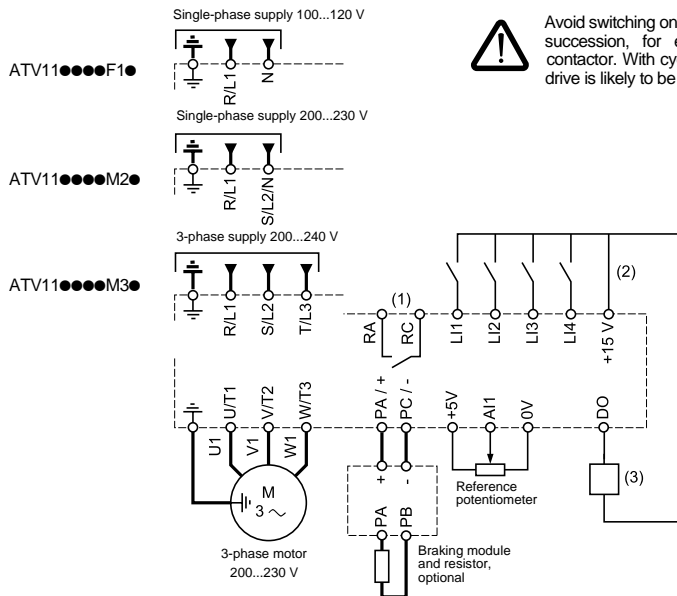 Single-phase supply 100...120 V
ATV11●●●●F1●
R/L1
N
Avoid switching on
succession, for e
contactor. With cy
drive is likely to be
Single-phase supply 200...230 V
ATV11●●●●M2●
R/L1
S/L2/N
3-phase supply 200...240 V
ATV11●●●●M3●
R/L1
S/L2
T/L3
(1)
RA
RC
LI1
LI2
LI3
LI4
+15 V
(2)
U/T1
V/T2
W/T3
PA / +
PC / -
+5V
AI1
0V
DO
U1
V1
W1
M
3 ~
3-phase motor
200...230 V
+
-
PA
PB
Braking module
and resistor,
optional
Reference
potentiometer
(3)